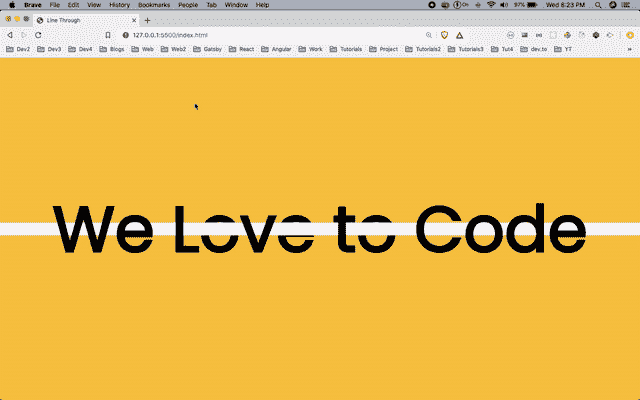 Brave File Edit View History Bookmarks People Tab Window Help 97% Wed 6:23 PM
Line Through
127.0.0.1:5500/index.html
Dev2 Dev3 Dev4 Blogs Web Web2 Gatsby React Angular Work Tutorials Project Tutorials2 Tutorials3 Tut4 dev.to YT
We Love to Code